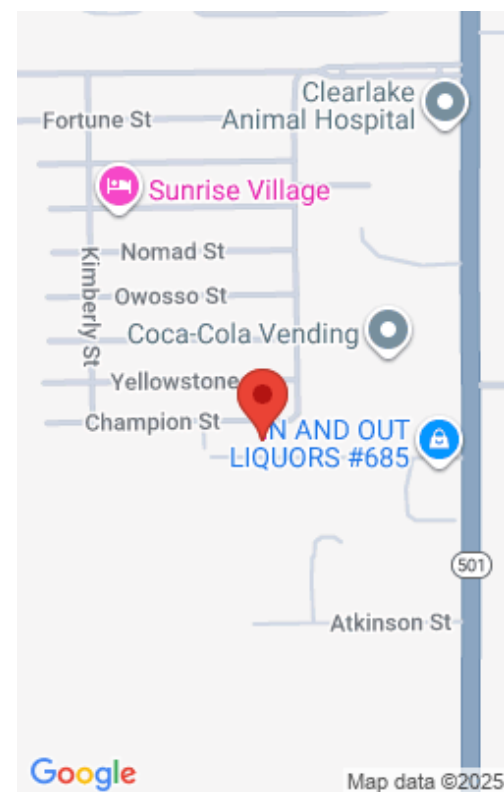 Clearlake
Animal Hospital
Fortune St
Sunrise Village
Nomad St
Kimberly St
Owosso St
Coca-Cola Vending
Yellowstone
Champion St
IN AND OUT
LIQUORS #685
501
Atkinson St
Google
Map data ©2025